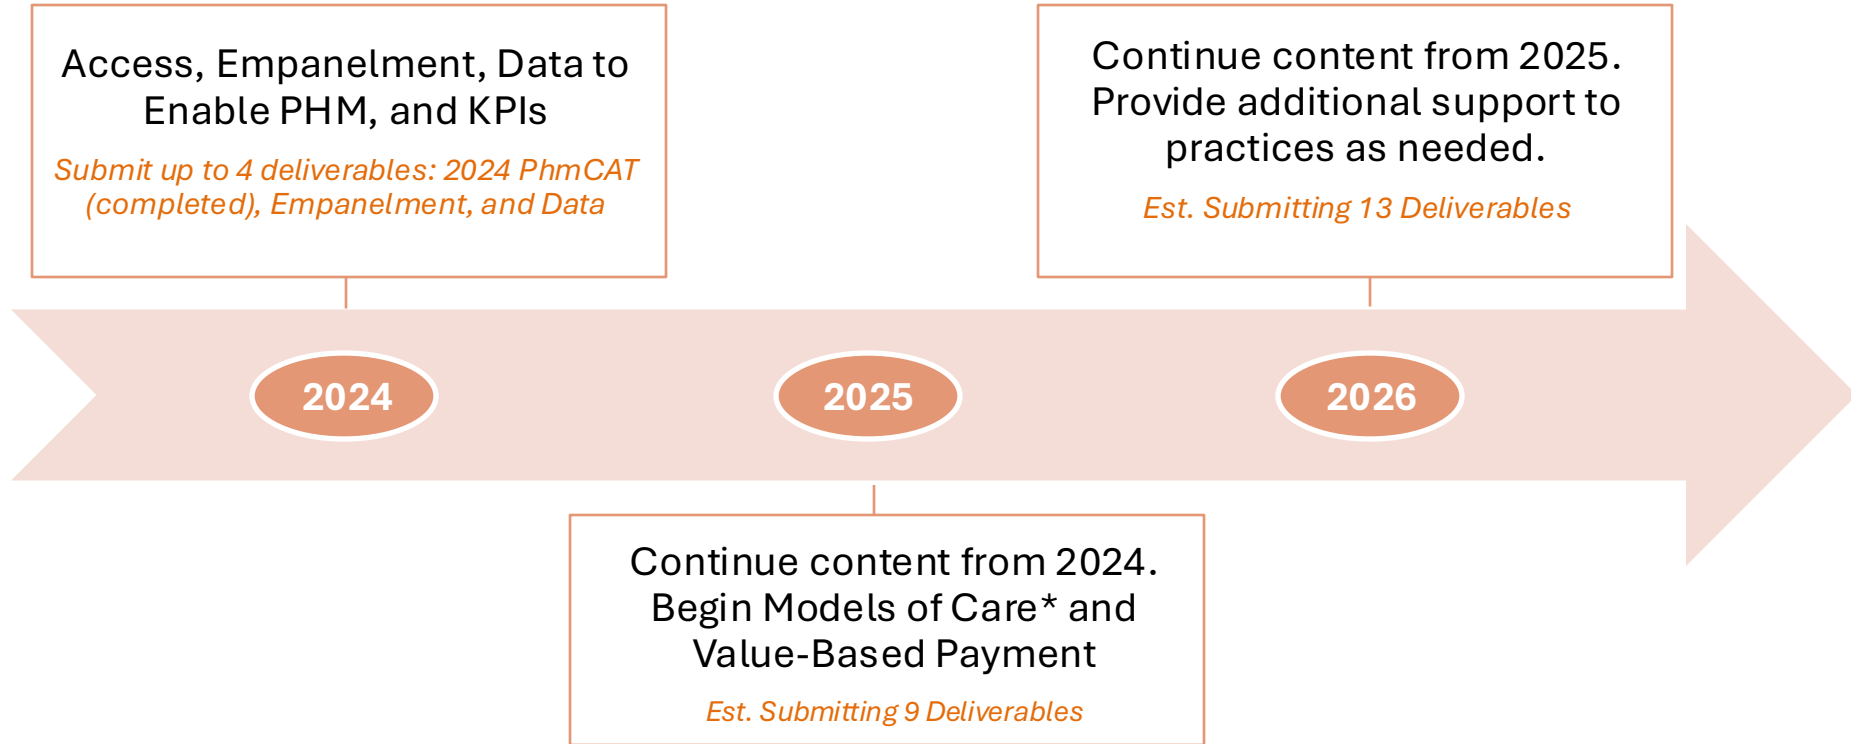 Access, Empanelment, Data to
Enable PHM, and KPIs
Submit up to 4 deliverables: 2024 PhmCAT
(completed), Empanelment, and Data
Continue content from 2025.
Provide additional support to
practices as needed.
Est. Submitting 13 Deliverables
2024
2025
2026
Continue content from 2024.
Begin Models of Care* and
Value-Based Payment
Est. Submitting 9 Deliverables